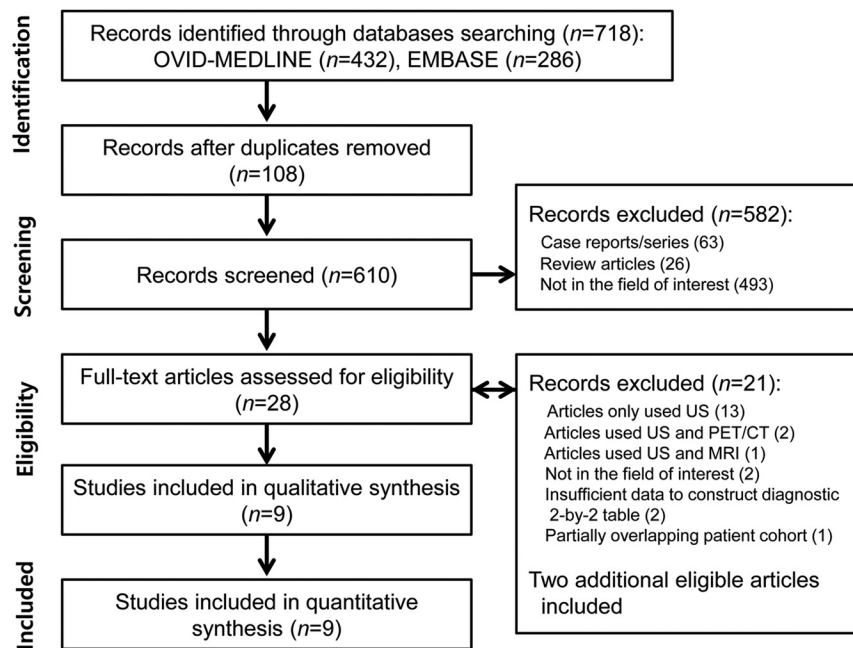 Identification
Records identified through databases searching (n=718):
OVID-MEDLINE (n=432), EMBASE (n=286)
Records after duplicates removed
(n=108)
Screening
Records screened (n=610)
Records excluded (n=582):
Case reports/series (63)
Review articles (26)
Not in the field of interest (493)
Eligibility
Full-text articles assessed for eligibility
(n=28)
Records excluded (n=21):
Articles only used US (13)
Articles used US and PET/CT (2)
Articles used US and MRI (1)
Not in the field of interest (2)
Insufficient data to construct diagnostic
2-by-2 table (2)
Partially overlapping patient cohort (1)
Two additional eligible articles
included
Studies included in qualitative synthesis
(n=9)
Included
Studies included in quantitative
synthesis (n=9)